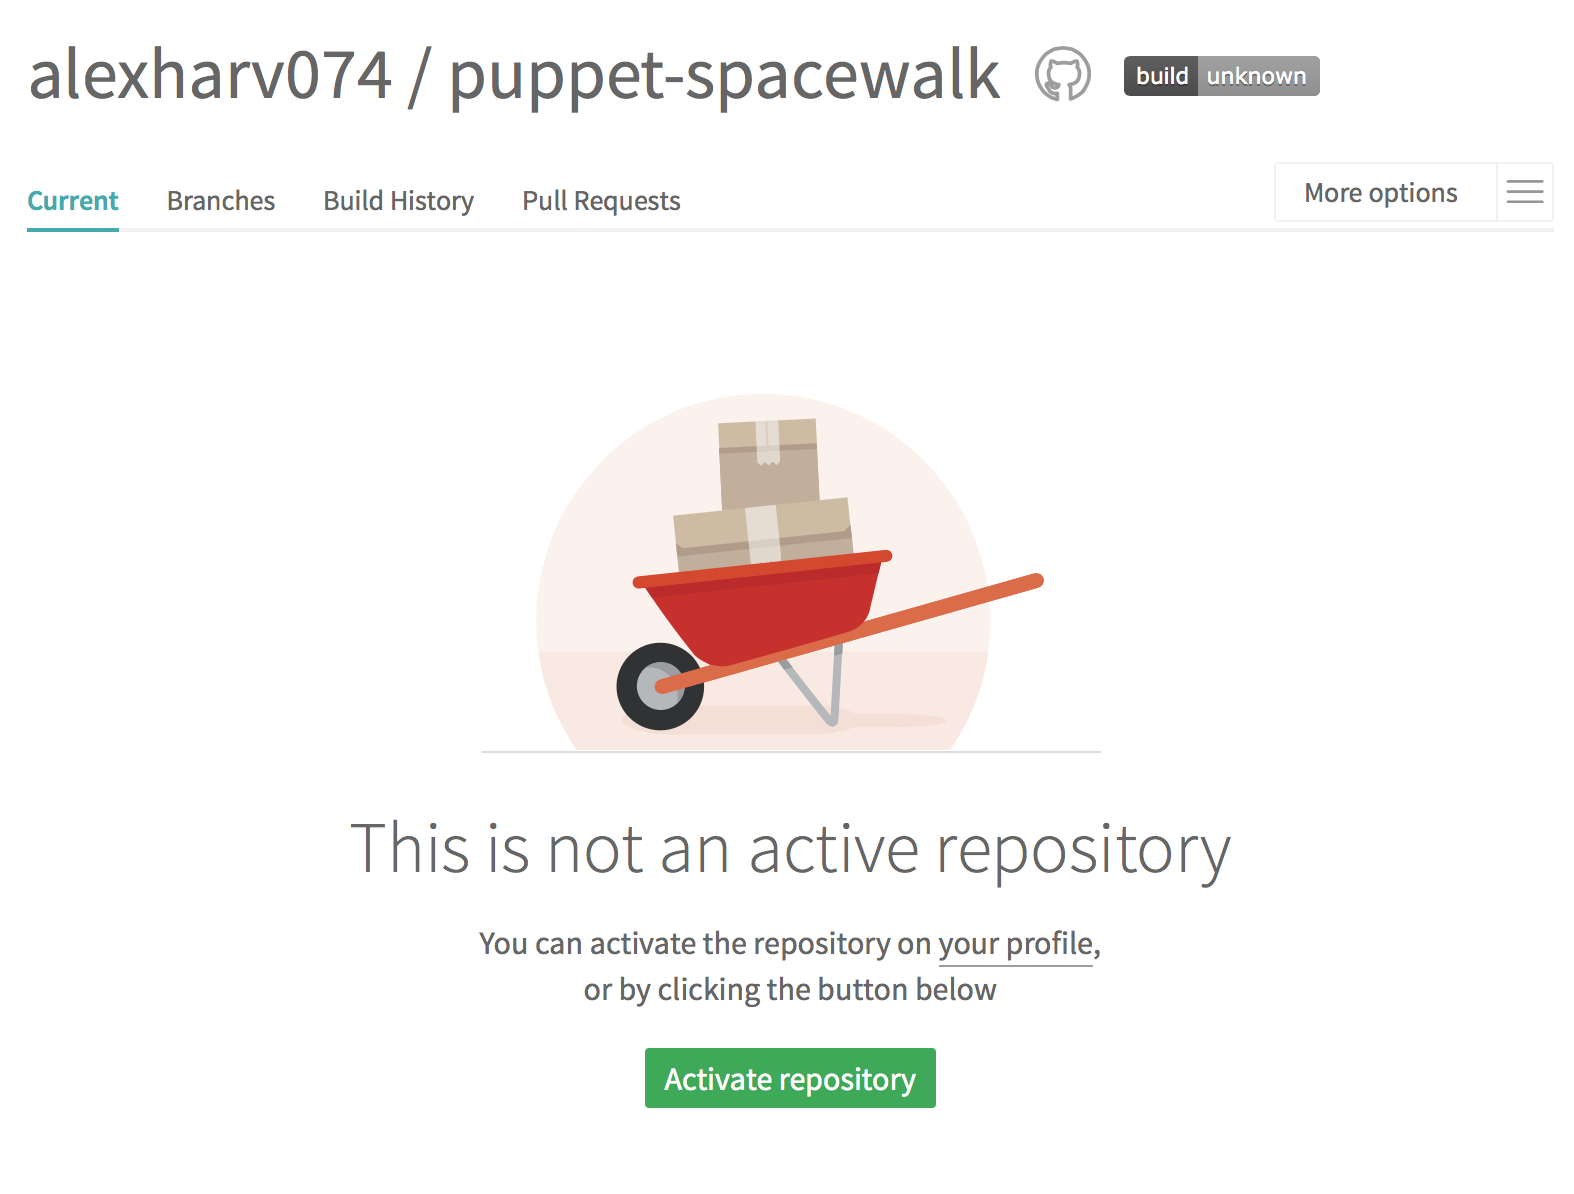 alexharv074 / puppet-spacewalk
build unknown
Current Branches Build History Pull Requests More options
This is not an active repository
You can activate the repository on your profile,
or by clicking the button below
Activate repository